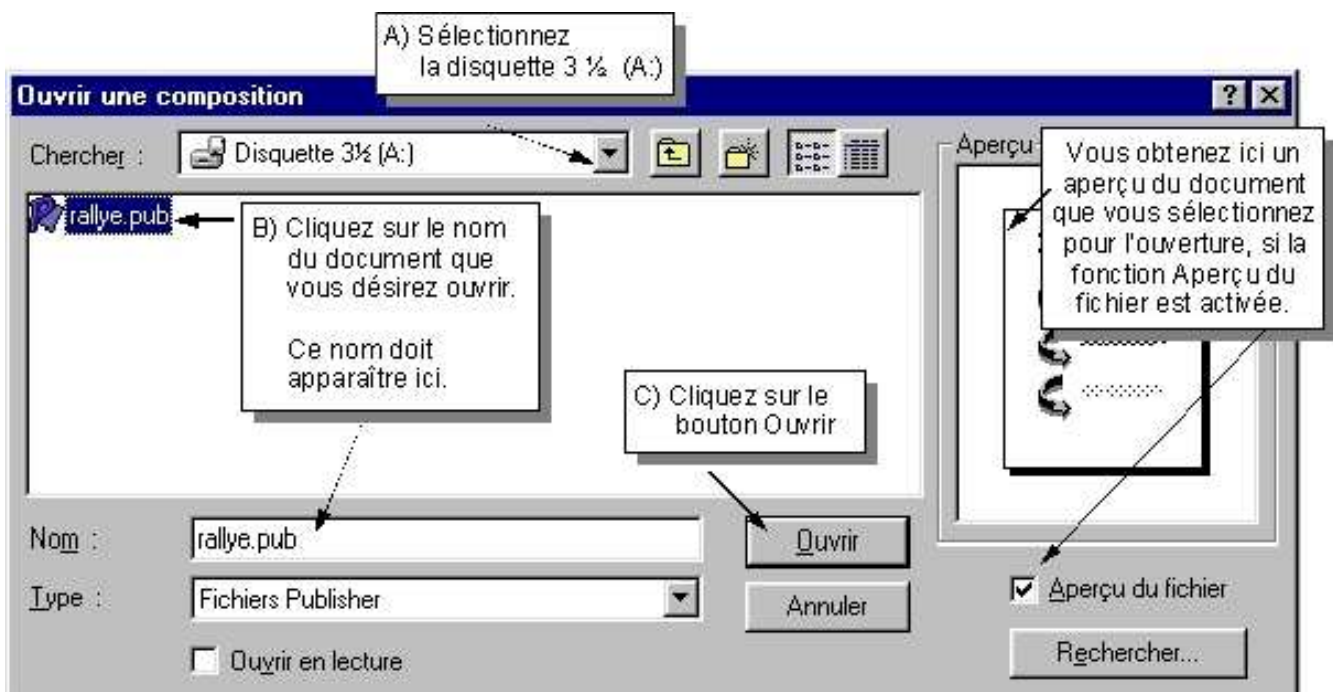 A) Sélectionnez
la disquette 3 ½ (A:)
Ouvrir une composition
Chercher :
Disquette 3½ (A:)
Aperçu
Vous obtenez ici un
aperçu du document
que vous sélectionnez
pour l'ouverture, si la
fonction Aperçu du
fichier est activée.
rallye.pub
B) Cliquez sur le nom
du document que
vous désirez ouvrir.
Ce nom doit
apparaître ici.
C) Cliquez sur le
bouton Ouvrir
Nom :
rallye.pub
Ouvrir
Type :
Fichiers Publisher
Annuler
Aperçu du fichier
Ouvrir en lecture
Rechercher...